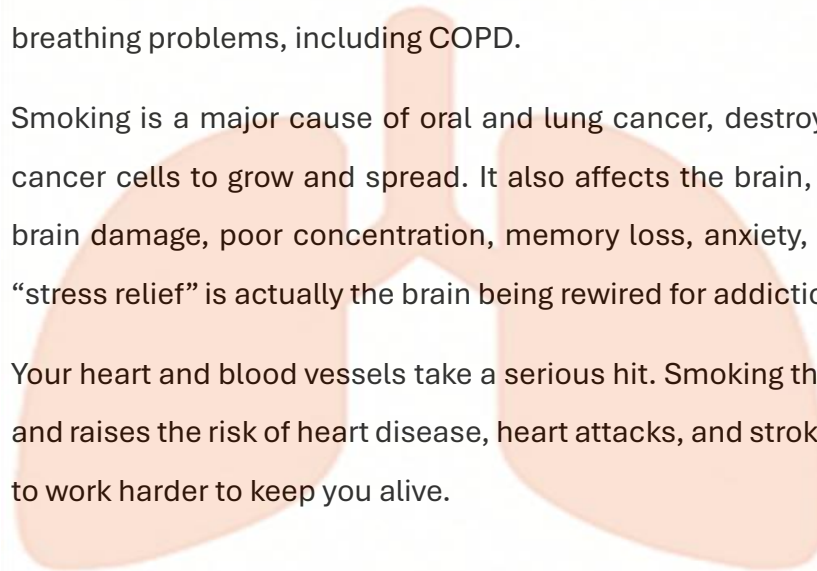 breathing problems, including COPD.
Smoking is a major cause of oral and lung cancer, destroy
cancer cells to grow and spread. It also affects the brain,
brain damage, poor concentration, memory loss, anxiety,
“stress relief” is actually the brain being rewired for addictio
Your heart and blood vessels take a serious hit. Smoking th
and raises the risk of heart disease, heart attacks, and strok
to work harder to keep you alive.